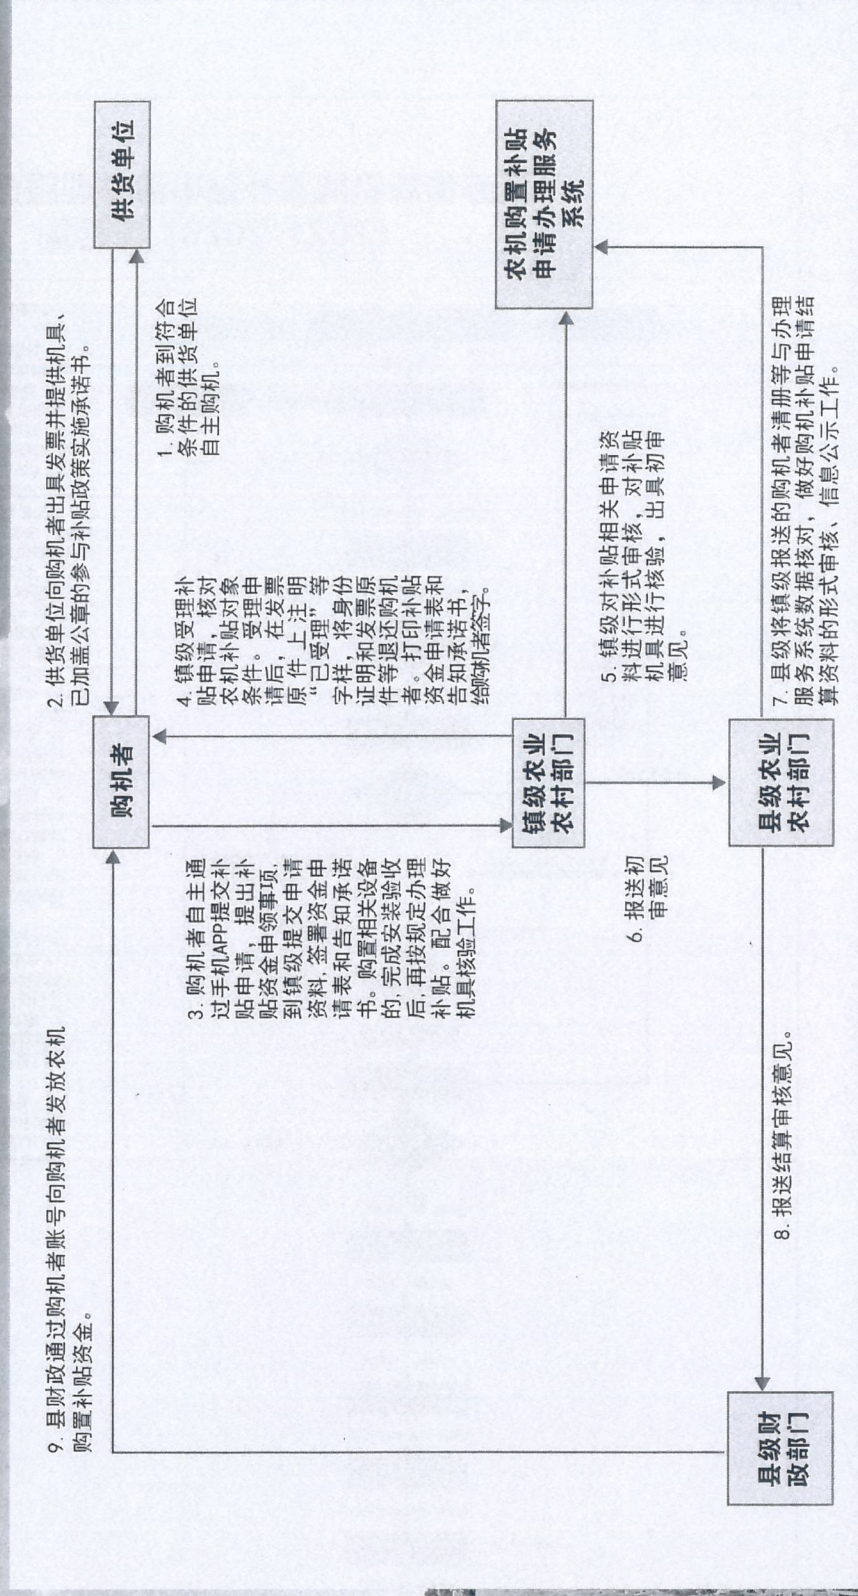 9. 县财政通过购机者账号向购机者发放农机
购置补贴资金。
2. 供货单位向购机者出具发票并提供机具、
已加盖公章的参与补贴政策实施承诺书。
购机者
供货单位
1. 购机者到符合
条件的供货单位
自主购机。
3. 购机者自主通
过手机APP提交补
贴申请，提出补
贴资金申领事项,
到镇级提交申请
资料,签署资金申
请表和告知承诺
书。购置相关设备
的,完成安装验收
后,再按规定办理
补贴。配合做好
机具核验工作。
4. 镇级受理补
贴申请，核对
农机补贴对象
条件。受理申
请后，在发票
原件上注明
“已受理”等
字样，将身份
证明和发票原
件等退还购机
者。打印补贴
资金申请表和
告知承诺书，
给购机者签字。
镇级农业
农村部门
农机购置补贴
申请办理服务
系统
5. 镇级对补贴相关申请资
料进行形式审核，对补贴
机具进行核验，出具初审
意见。
6. 报送初
审意见
县级财
政部门
县级农业
农村部门
8. 报送结算审核意见。
7. 县级将镇级报送的购机者清册等与办理
服务系统数据核对，做好购机补贴申请结
算资料的形式审核、信息公示工作。